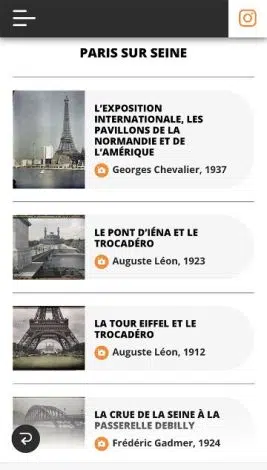 PARIS SUR SEINE
L'EXPOSITION
INTERNATIONALE, LES
PAVILLONS DE LA
NORMANDIE ET DE
L'AMÉRIQUE
Georges Chevalier, 1937
LE PONT D'IÉNA ET LE
TROCADÉRO
Auguste Léon, 1923
LA TOUR EIFFEL ET LE
TROCADÉRO
Auguste Léon, 1912
LA CRUE DE LA SEINE À LA
PASSERELLE DEBILLY
Frédéric Gadmer, 1924